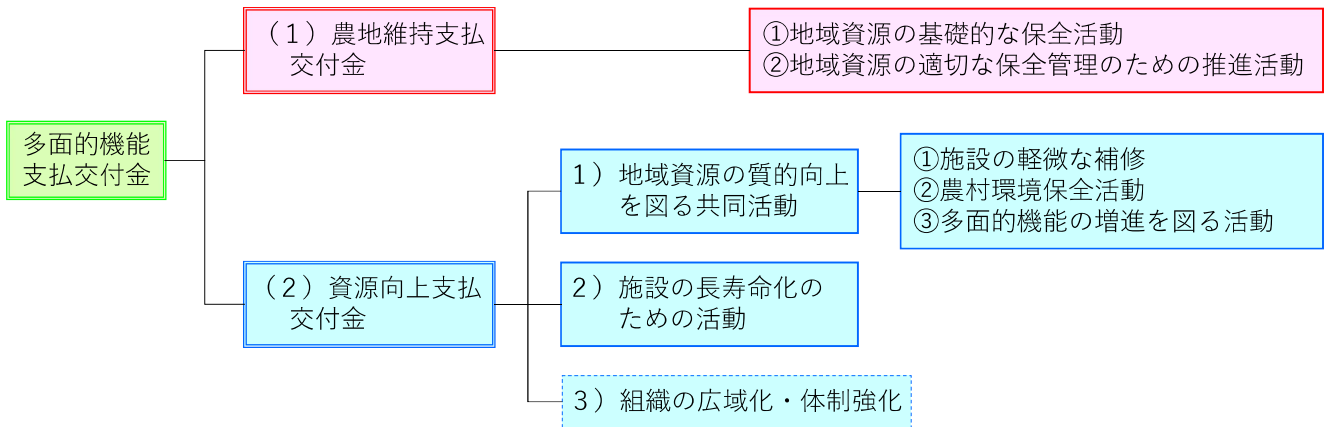 多面的機能
支払交付金
（１）農地維持支払
交付金
①地域資源の基礎的な保全活動
②地域資源の適切な保全管理のための推進活動
（２）資源向上支払
交付金
１）地域資源の質的向上
を図る共同活動
①施設の軽微な補修
②農村環境保全活動
③多面的機能の増進を図る活動
２）施設の長寿命化の
ための活動
３）組織の広域化・体制強化